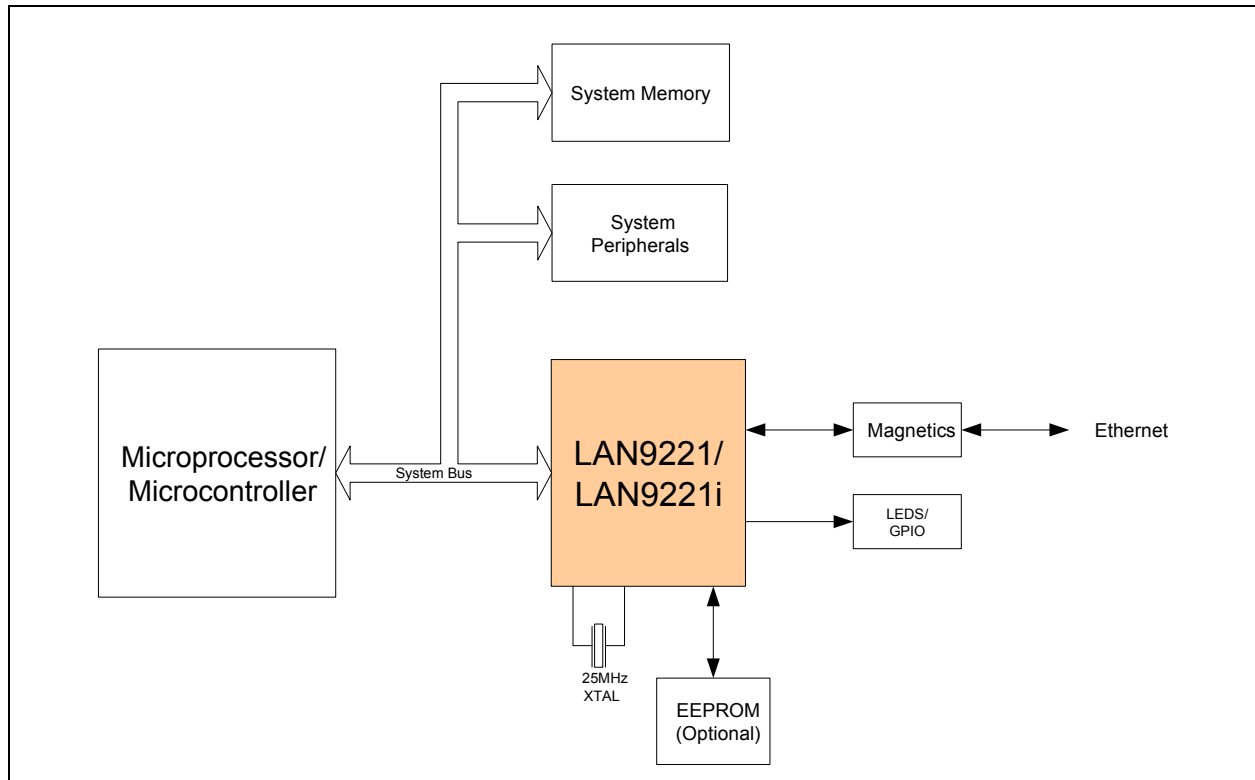 System Memory
System
Peripherals
Microprocessor/
Microcontroller
System Bus
LAN9221/
LAN9221i
Magnetics
Ethernet
LEDS/
GPIO
25MHz
XTAL
EEPROM
(Optional)